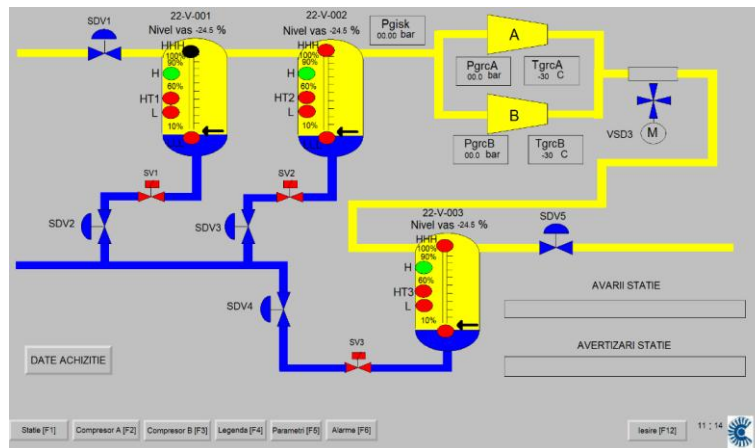 22-V-001
22-V-002
SDV1
Nivel vas -24.5 %
Nivel vas -24.5 %
Pgisk
00.00 bar
HHH
100%
90%
H
60%
HT1
L
10%
HHH
100%
90%
H
60%
HT2
L
10%
A
PgrcA
00.0 bar
TgrcA
-30 C
B
PgrcB
00.0 bar
TgrcB
-30 C
VSD3
M
SV1
SV2
SDV2
SDV3
22-V-003
Nivel vas -24.5 %
SDV5
HHH
100%
90%
H
HT3
L
10%
SDV4
SV3
AVARII STATIE
AVERTIZARI STATIE
DATE ACHIZITIE
Statie [F1]
Compresor A [F2]
Compresor B [F3]
Legenda [F4]
Parametri [F5]
Alarme [F6]
Iesire [F12]
11 : 14